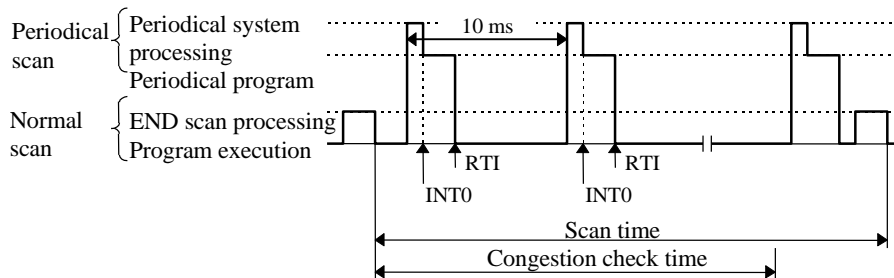 Periodical scan
Periodical system processing
Periodical program
10 ms
Normal scan
END scan processing
Program execution
RTI
RTI
INT0
INT0
Scan time
Congestion check time